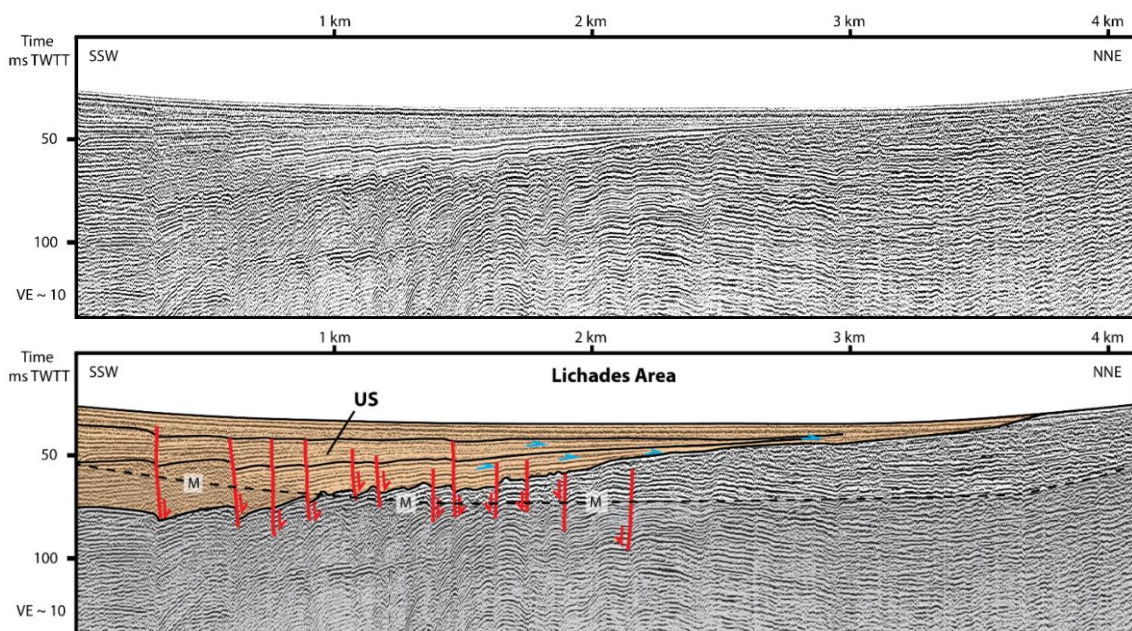 1 km 2 km 3 km 4 km
Time
ms TWTT
SSW NNE
50
100
VE ~ 10
1 km 2 km 3 km 4 km
Time
ms TWTT
SSW Lichades Area NNE
US
50
M
M M
100
VE ~ 10